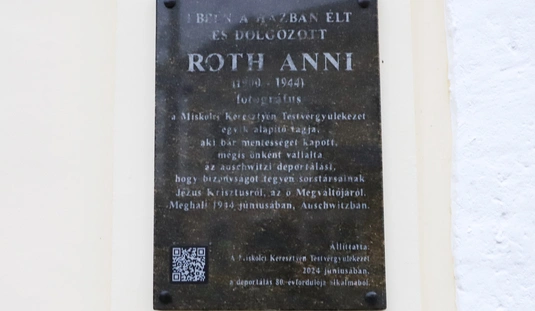 EBBEN A HÁZBAN ÉLT
ÉS DOLGOZOTT
ROTH ANNI
(1900 - 1944)
fotográfus
a Miskolci Keresztyén Testvérgyülekezet
egyik alapító tagja,
aki bár mentességet kapott,
mégis önként vállalta
az auschwitzi deportálást,
hogy bizonyságot tegyen sorstársainak
Jézus Krisztusról, az ő Megváltójáról.
Meghalt 1944 júniusában, Auschwitzban.
Állíttatta:
A Miskolci Keresztyén Testvérgyülekezet
2024 júniusában,
a deportálás 80. évfordulója alkalmából.